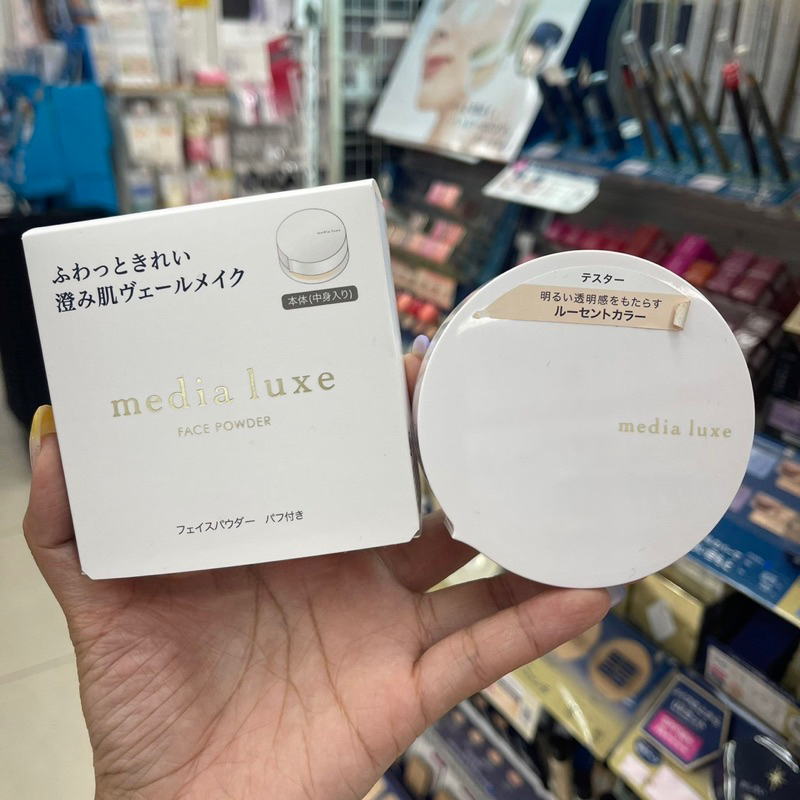 ふわっときれい
澄み肌ヴェールメイク
media luxe
本体(中身入り)
media luxe
FACE POWDER
フェイスパウダー パフ付き
テスター
明るい透明感をもたらす
ルーセントカラー
media luxe